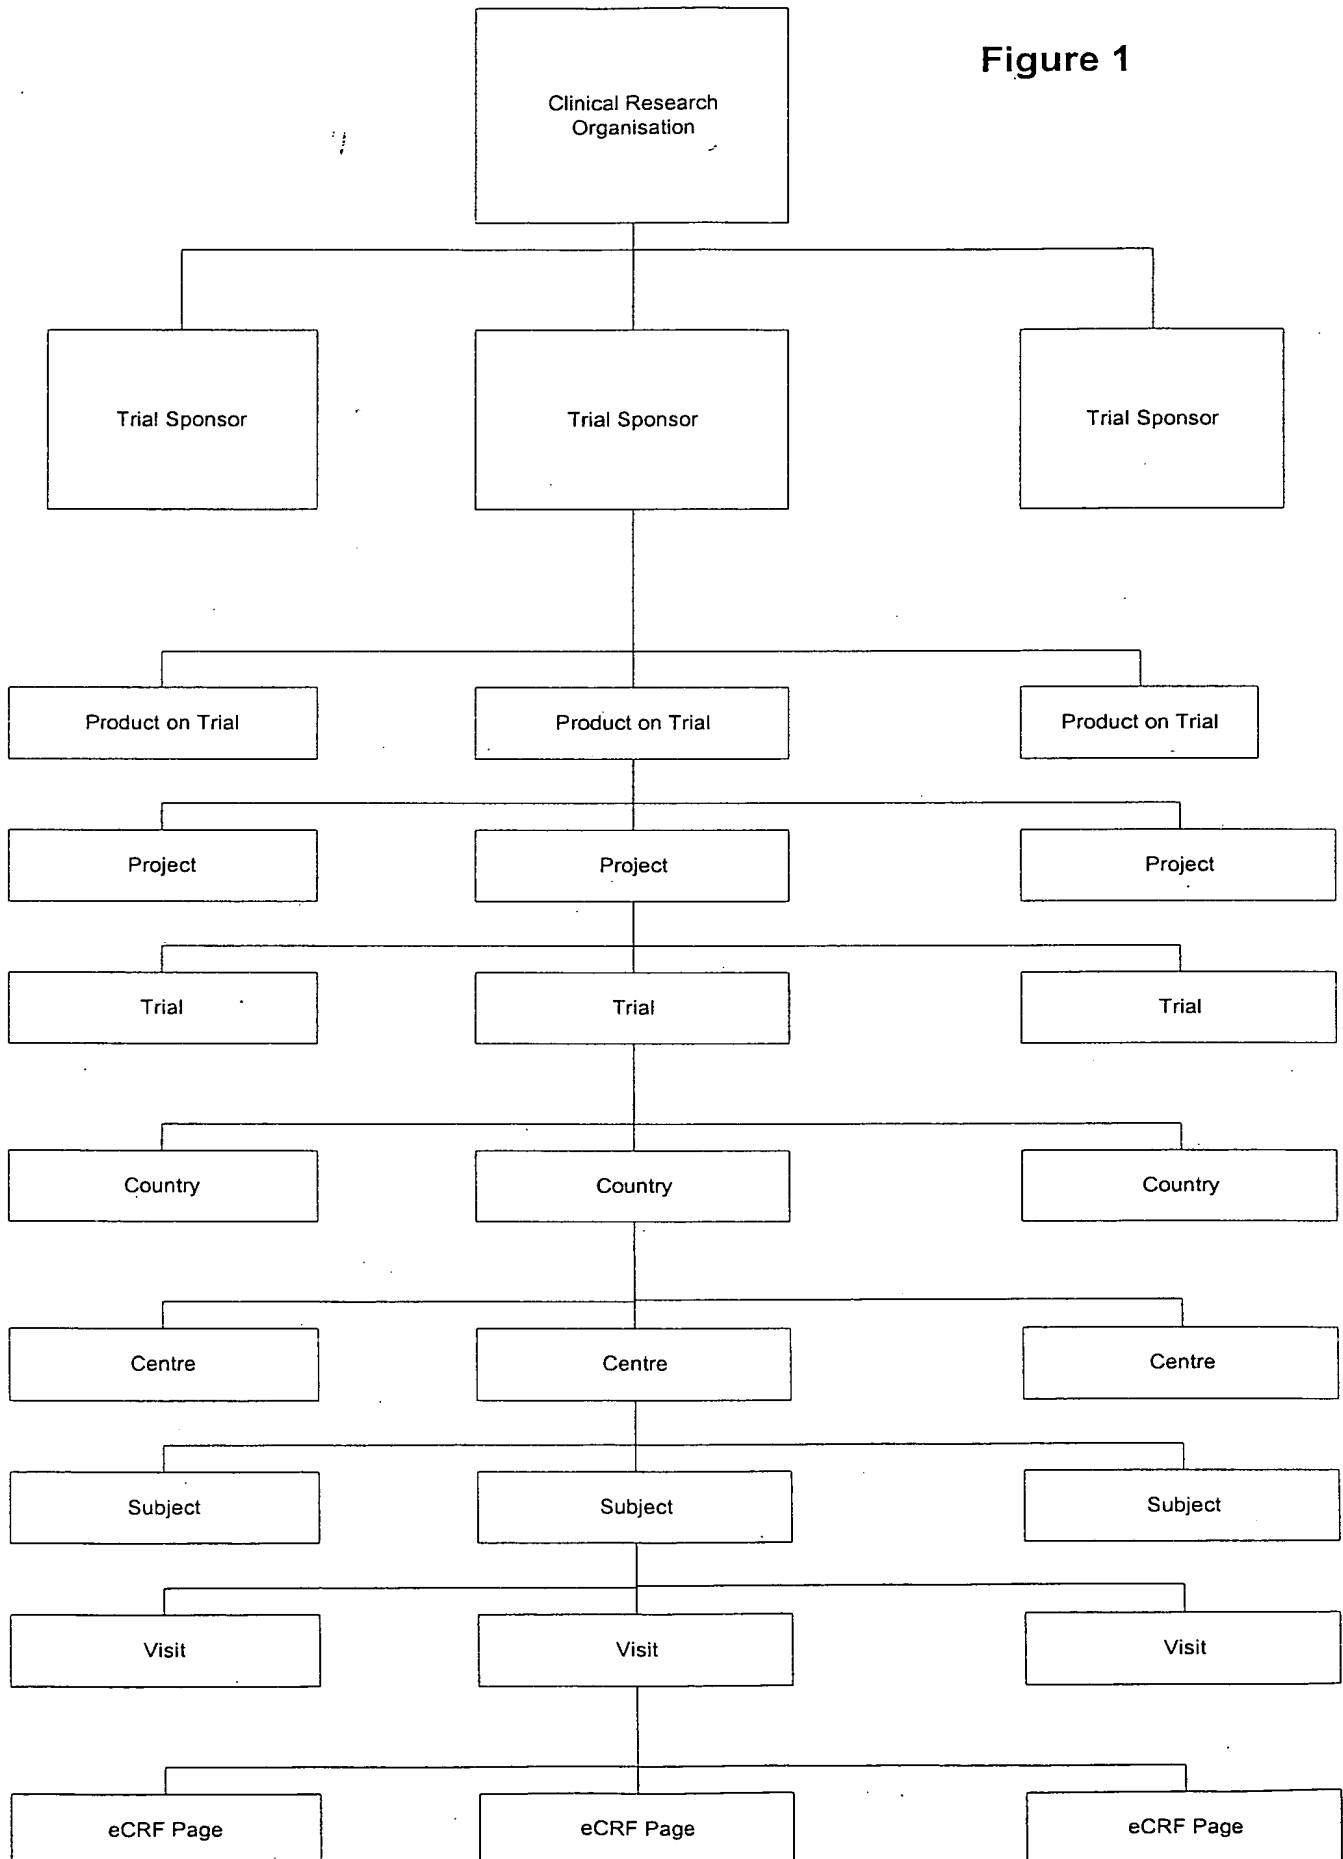 Figure 1
Clinical Research
Organisation
Trial Sponsor
Trial Sponsor
Trial Sponsor
Product on Trial
Product on Trial
Product on Trial
Project
Project
Project
Trial
Trial
Trial
Country
Country
Country
Centre
Centre
Centre
Subject
Subject
Subject
Visit
Visit
Visit
eCRF Page
eCRF Page
eCRF Page